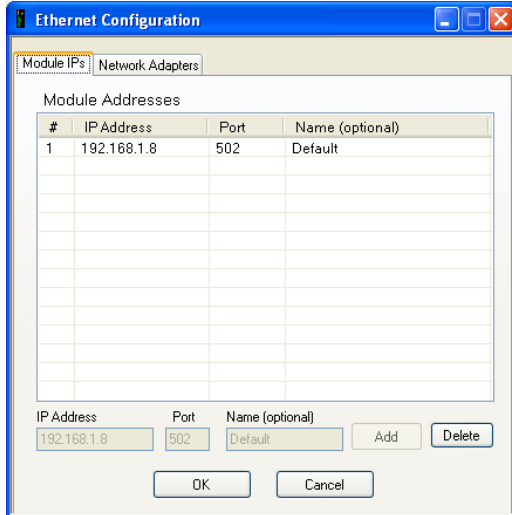 Ethernet Configuration
Module IPs Network Adapters
Module Addresses
# IP Address Port Name (optional)
1 192.168.1.8 502 Default
IP Address Port Name (optional)
192.168.1.8 502 Default Add Delete
OK Cancel